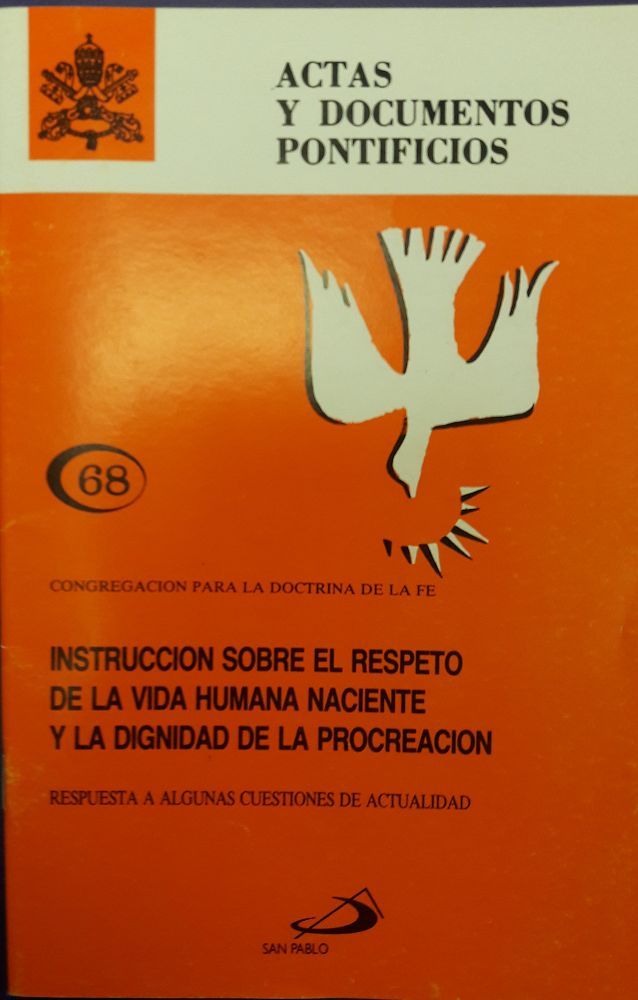 ACTAS
Y DOCUMENTOS
PONTIFICIOS
68
CONGREGACION PARA LA DOCTRINA DE LA FE
INSTRUCCION SOBRE EL RESPETO
DE LA VIDA HUMANA NACIENTE
Y LA DIGNIDAD DE LA PROCREACION
RESPUESTA A ALGUNAS CUESTIONES DE ACTUALIDAD
SAN PABLO